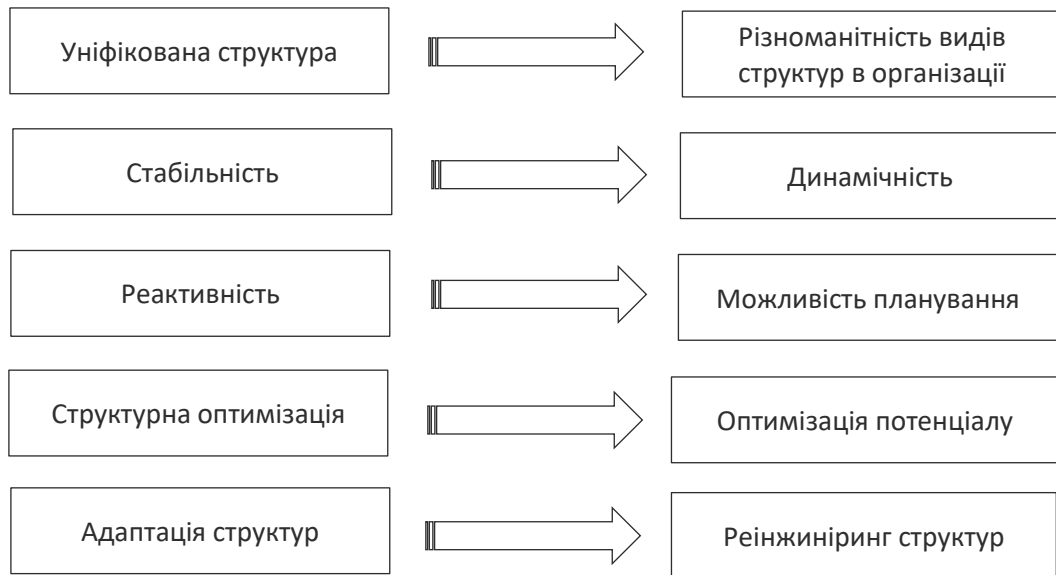 Уніфікована структура
Різноманітність видів
структур в організації
Стабільність
Динамічність
Реактивність
Можливість планування
Структурна оптимізація
Оптимізація потенціалу
Адаптація структур
Реінжиніринг структур